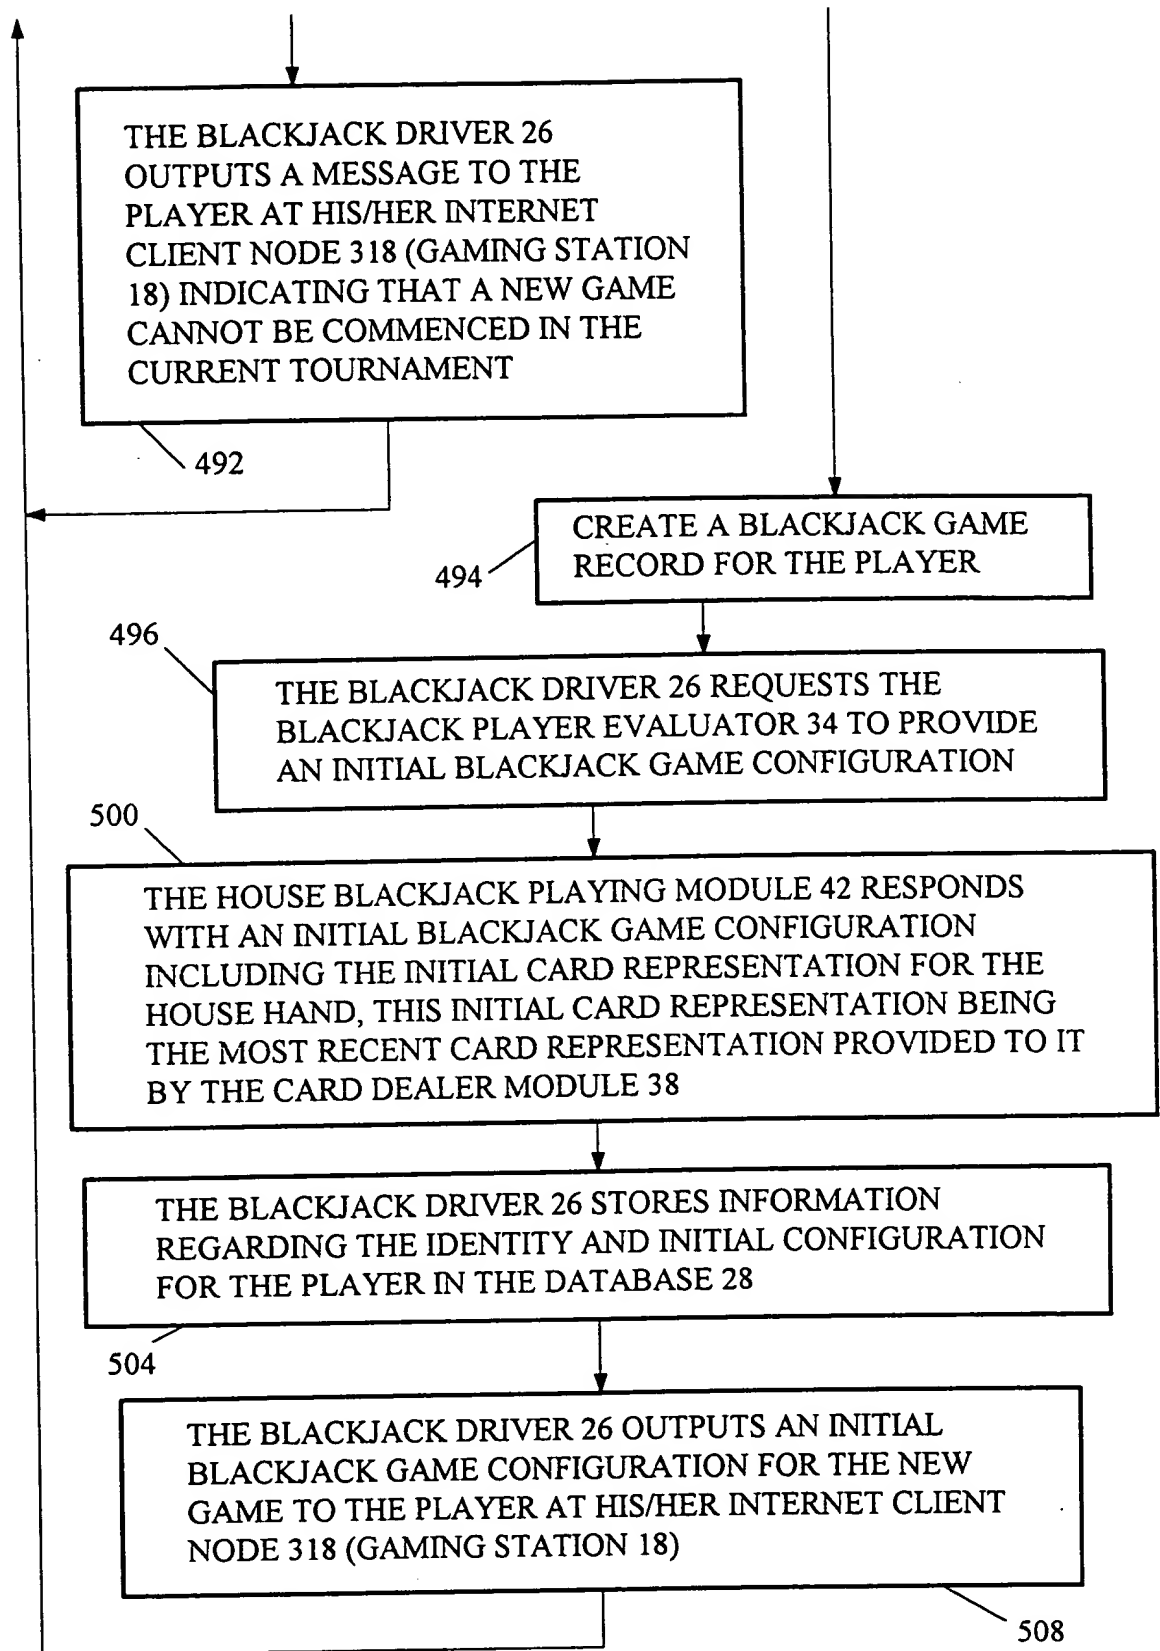 THE BLACKJACK DRIVER 26
OUTPUTS A MESSAGE TO THE
PLAYER AT HIS/HER INTERNET
CLIENT NODE 318 (GAMING STATION
18) INDICATING THAT A NEW GAME
CANNOT BE COMMENCED IN THE
CURRENT TOURNAMENT
492
CREATE A BLACKJACK GAME
RECORD FOR THE PLAYER
494
496
THE BLACKJACK DRIVER 26 REQUESTS THE
BLACKJACK PLAYER EVALUATOR 34 TO PROVIDE
AN INITIAL BLACKJACK GAME CONFIGURATION
500
THE HOUSE BLACKJACK PLAYING MODULE 42 RESPONDS
WITH AN INITIAL BLACKJACK GAME CONFIGURATION
INCLUDING THE INITIAL CARD REPRESENTATION FOR THE
HOUSE HAND, THIS INITIAL CARD REPRESENTATION BEING
THE MOST RECENT CARD REPRESENTATION PROVIDED TO IT
BY THE CARD DEALER MODULE 38
THE BLACKJACK DRIVER 26 STORES INFORMATION
REGARDING THE IDENTITY AND INITIAL CONFIGURATION
FOR THE PLAYER IN THE DATABASE 28
504
THE BLACKJACK DRIVER 26 OUTPUTS AN INITIAL
BLACKJACK GAME CONFIGURATION FOR THE NEW
GAME TO THE PLAYER AT HIS/HER INTERNET CLIENT
NODE 318 (GAMING STATION 18)
508